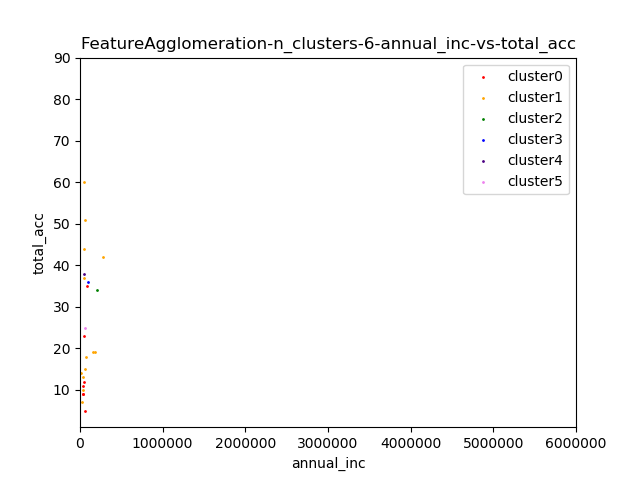 FeatureAgglomeration-n_clusters-6-annual_inc-vs-total_acc
90
80
70
60
50
40
30
20
10
total_acc
cluster0
cluster1
cluster2
cluster3
cluster4
cluster5
0 1000000 2000000 3000000 4000000 5000000 6000000
annual_inc